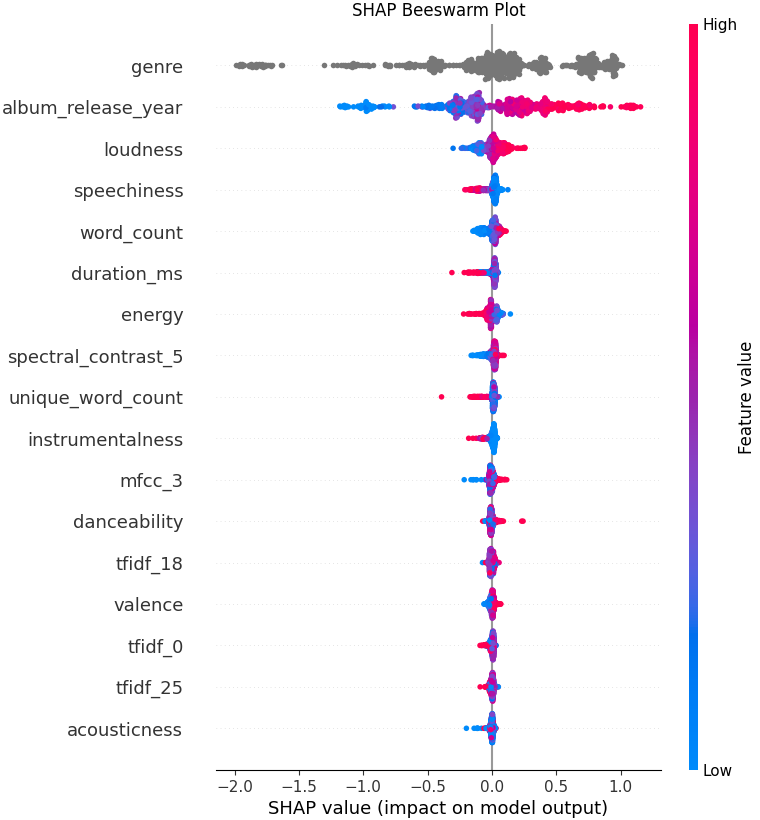 SHAP Beeswarm Plot
High
genre
album_release_year
loudness
speechiness
word_count
duration_ms
energy
spectral_contrast_5
unique_word_count
instrumentalness
mfcc_3
danceability
tfidf_18
valence
tfidf_0
tfidf_25
acousticness
Feature value
Low
−2.0 −1.5 −1.0 −0.5 0.0 0.5 1.0
SHAP value (impact on model output)